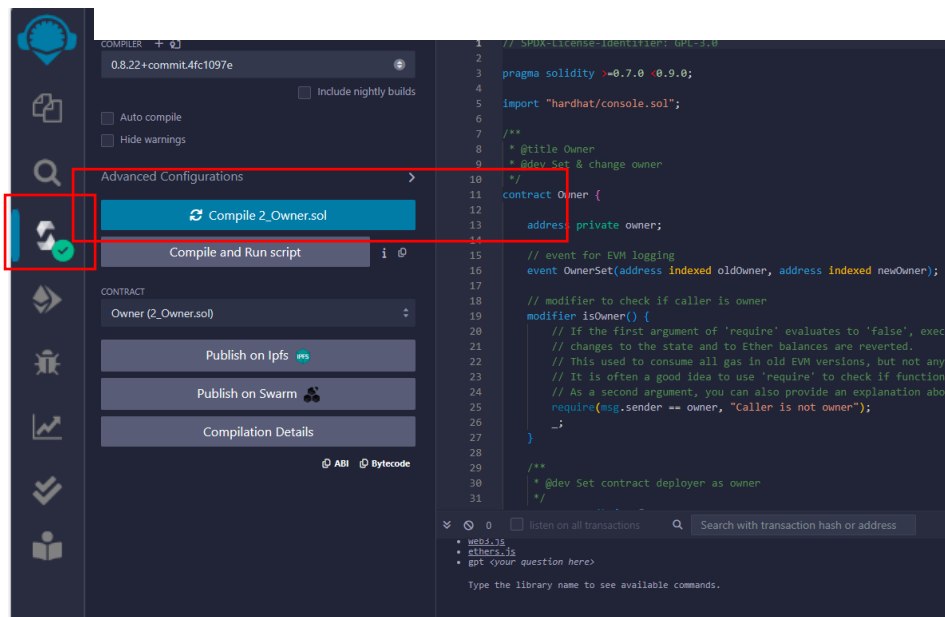 COMPILER
0.8.22+commit.4fc1097e
Include nightly builds
Auto compile
Hide warnings
Advanced Configurations
Compile 2_Owner.sol
Compile and Run script
i
CONTRACT
Owner (2_Owner.sol)
Publish on Ipfs IPFS
Publish on Swarm
Compilation Details
ABI Bytecode
1 // SPDX-License-Identifier: GPL-3.0
2
3 pragma solidity >=0.7.0 <0.9.0;
4
5 import "hardhat/console.sol";
6
7 /**
8 * @title Owner
9 * @dev Set & change owner
10 */
11 contract Owner {
12
13 address private owner;
14
15 // event for EVM logging
16 event OwnerSet(address indexed oldOwner, address indexed newOwner);
17
18 // modifier to check if caller is owner
19 modifier isOwner() {
20 // If the first argument of 'require' evaluates to 'false', exec
21 // changes to the state and to Ether balances are reverted.
22 // This used to consume all gas in old EVM versions, but not any
23 // It is often a good idea to use 'require' to check if function
24 // As a second argument, you can also provide an explanation abo
25 require(msg.sender == owner, "Caller is not owner");
26 _;
27 }
28
29 /**
30 * @dev Set contract deployer as owner
31 */
0 listen on all transactions Search with transaction hash or address
web3.js
ethers.js
gpt <your question here>
Type the library name to see available commands.